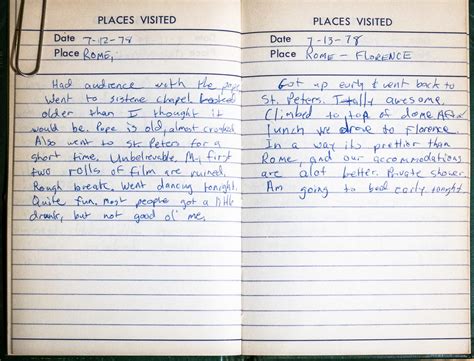 PLACES VISITED
Date 7-12-78
Place ROME,
Had audience with the pope
Went to sistene chapel looked
older than I thought it
would be. Pope is old, almost croaked
Also went to St Peters for a
short time. Unbelievable. My first
two rolls of film are ruined.
Rough break, went dancing tonight.
Quite fun, most people got a little
drunk, but not good ol' me.
PLACES VISITED
Date 7-13-78
Place ROME - FLORENCE
Got up early & went back to
St. Peters. Totally awesome.
Climbed to top of dome. After
lunch we drove to Florence.
In a way its prettier than
Rome, and our accommodations
are alot better. Private shower.
Am going to bed early tonight.